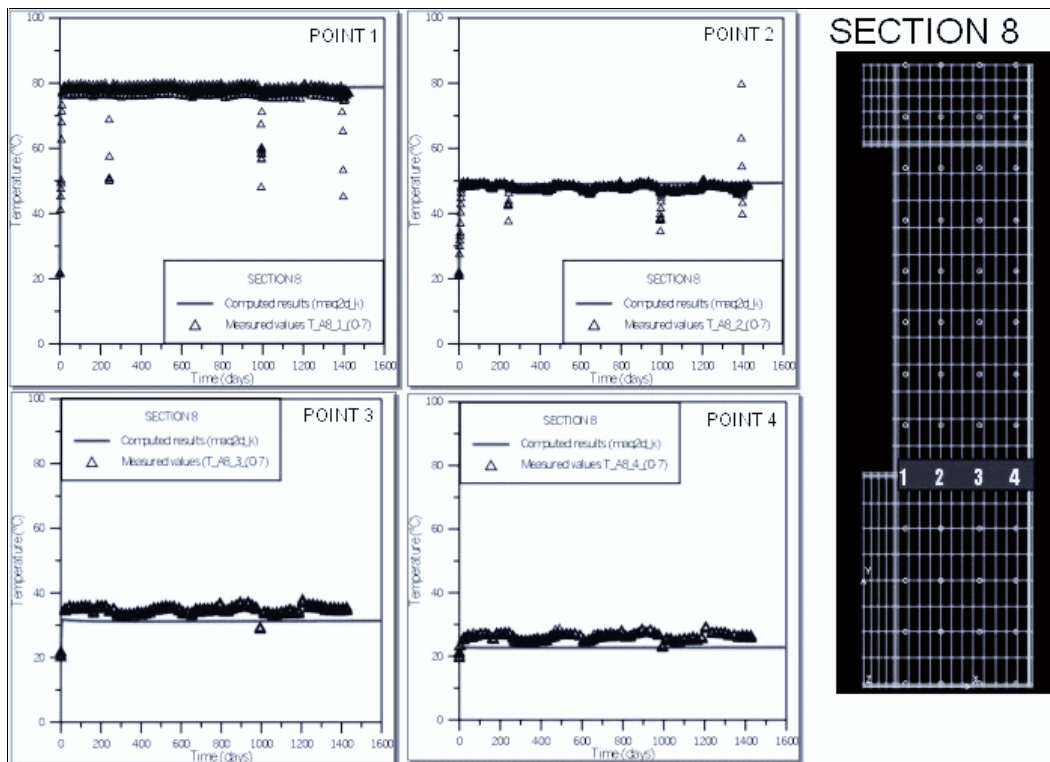 POINT 1
100
80
60
40
20
0
Temperature (°C)
SECTION 8
Computed results (maq2d_k)
Measured values T_A8_1_(0-7)
0 200 400 600 800 1000 1200 1400 1600
Time (days)
POINT 2
100
80
60
40
20
0
Temperature (°C)
SECTION 8
Computed results (maq2d_k)
Measured values T_A8_2_(0-7)
0 200 400 600 800 1000 1200 1400 1600
Time (days)
POINT 3
100
80
60
40
20
0
Temperature (°C)
SECTION 8
Computed results (maq2d_k)
Measured values (T_A8_3_(0-7)
0 200 400 600 800 1000 1200 1400 1600
Time (days)
POINT 4
100
80
60
40
20
0
Temperature (°C)
SECTION 8
Computed results (maq2d_k)
Measured values T_A8_4_(0-7)
0 200 400 600 800 1000 1200 1400 1600
Time (days)
SECTION 8
1 2 3 4
Y
Z X